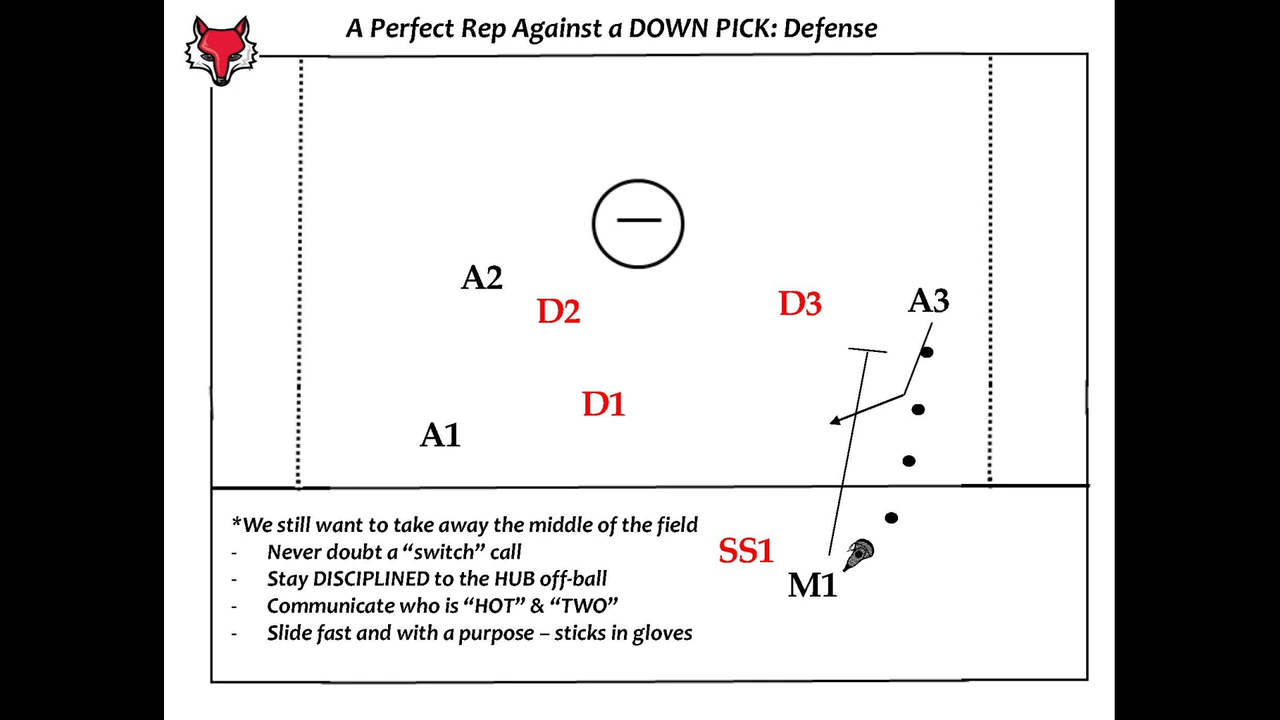 A Perfect Rep Against a DOWN PICK: Defense
A2
D2
D3
A3
D1
A1
*We still want to take away the middle of the field
- Never doubt a “switch” call
- Stay DISCIPLINED to the HUB off-ball
- Communicate who is “HOT” & “TWO”
- Slide fast and with a purpose – sticks in gloves
SS1
M1